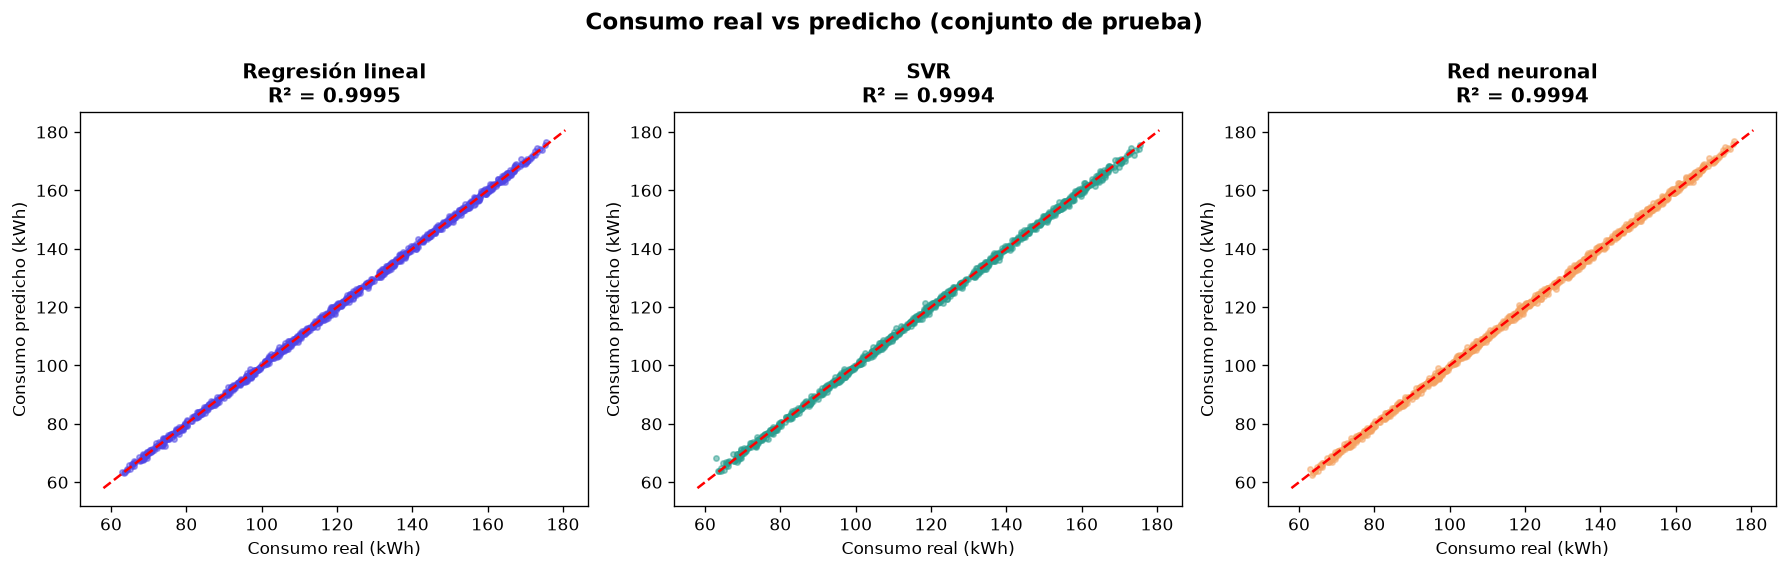 Consumo real vs predicho (conjunto de prueba)
Regresión lineal
R² = 0.9995
180
160
140
120
100
80
60
Consumo predicho (kWh)
60 80 100 120 140 160 180
Consumo real (kWh)
SVR
R² = 0.9994
180
160
140
120
100
80
60
Consumo predicho (kWh)
60 80 100 120 140 160 180
Consumo real (kWh)
Red neuronal
R² = 0.9994
180
160
140
120
100
80
60
Consumo predicho (kWh)
60 80 100 120 140 160 180
Consumo real (kWh)